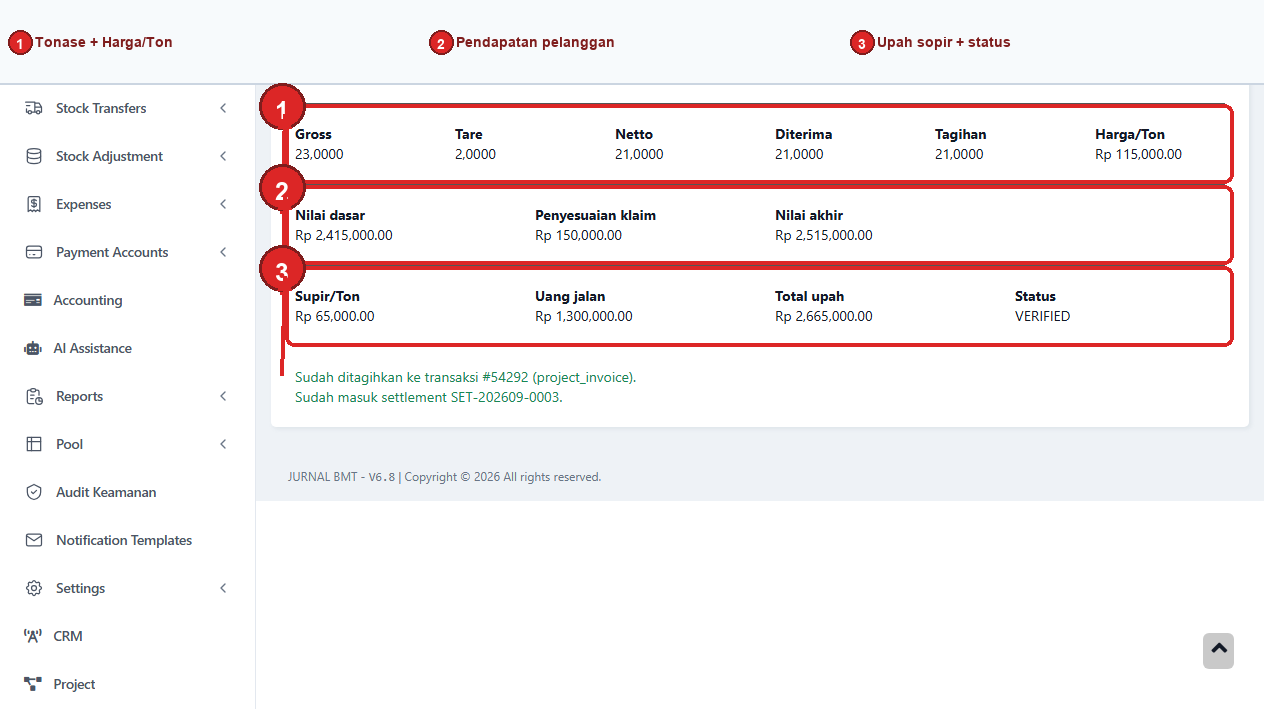 1 Tonase + Harga/Ton
2 Pendapatan pelanggan
3 Upah sopir + status
Stock Transfers
Stock Adjustment
Expenses
Payment Accounts
Accounting
AI Assistance
Reports
Pool
Audit Keamanan
Notification Templates
Settings
CRM
Project
1
Gross Tare Netto Diterima Tagihan Harga/Ton
23,0000 2,0000 21,0000 21,0000 21,0000 Rp 115,000.00
2
Nilai dasar Penyesuaian klaim Nilai akhir
Rp 2,415,000.00 Rp 150,000.00 Rp 2,515,000.00
3
Supir/Ton Uang jalan Total upah Status
Rp 65,000.00 Rp 1,300,000.00 Rp 2,665,000.00 VERIFIED
Sudah ditagihkan ke transaksi #54292 (project_invoice).
Sudah masuk settlement SET-202609-0003.
JURNAL BMT - V6.8 | Copyright © 2026 All rights reserved.